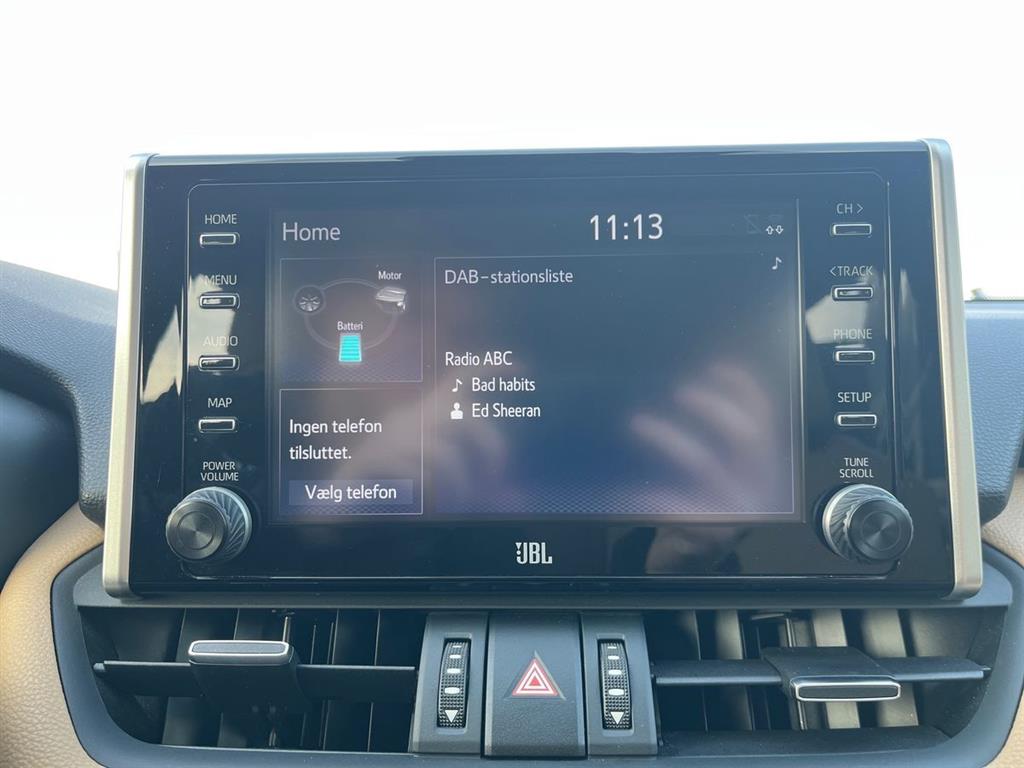 HOME
MENU
AUDIO
MAP
POWER
VOLUME
Home
11:13
Motor
Batteri
Ingen telefon
tilsluttet.
Vælg telefon
DAB-stationsliste
Radio ABC
Bad habits
Ed Sheeran
CH >
<TRACK
PHONE
SETUP
TUNE
SCROLL
JBL